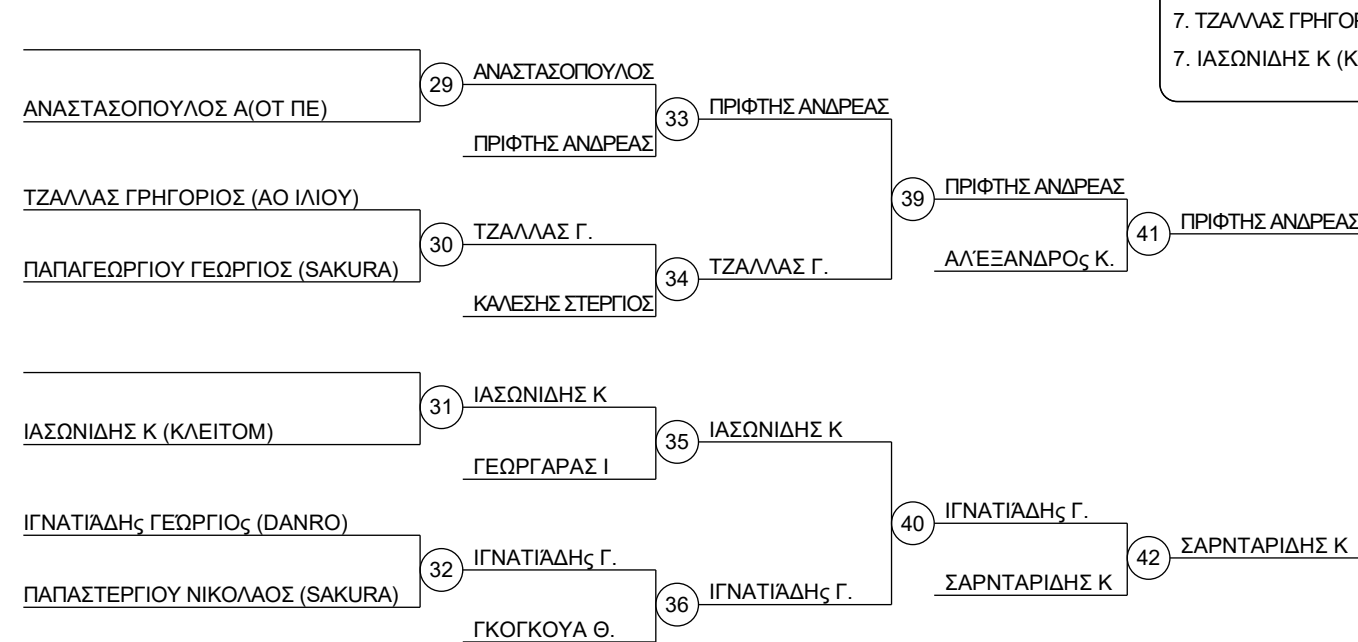 7. ΤΖΑΛΛΑΣ
7. ΙΑΣΩΝΙΔΗΣ Κ
29
ΑΝΑΣΤΑΣΟΠΟΥΛΟΣ
ΑΝΑΣΤΑΣΟΠΟΥΛΟΣ Α(ΟΤ ΠΕ)
33
ΠΡΙΦΤΗΣ ΑΝΔΡΕΑΣ
ΠΡΙΦΤΗΣ ΑΝΔΡΕΑΣ
ΤΖΑΛΛΑΣ ΓΡΗΓΟΡΙΟΣ (ΑΟ ΙΛΙΟΥ)
39
ΠΡΙΦΤΗΣ ΑΝΔΡΕΑΣ
30
ΤΖΑΛΛΑΣ Γ.
41
ΠΡΙΦΤΗΣ ΑΝΔΡΕΑΣ
ΠΑΠΑΓΕΩΡΓΙΟΥ ΓΕΩΡΓΙΟΣ (SAKURA)
34
ΤΖΑΛΛΑΣ Γ.
ΑΛΈΞΑΝΔΡΟς Κ.
ΚΑΛΕΣΗΣ ΣΤΕΡΓΙΟΣ
31
ΙΑΣΩΝΙΔΗΣ Κ
ΙΑΣΩΝΙΔΗΣ Κ (ΚΛΕΙΤΟΜ)
35
ΙΑΣΩΝΙΔΗΣ Κ
ΓΕΩΡΓΑΡΑΣ Ι
ΙΓΝΑΤΙΆΔΗς ΓΕΏΡΓΙΟς (DANRO)
40
ΙΓΝΑΤΙΆΔΗς Γ.
32
ΙΓΝΑΤΙΆΔΗς Γ.
42
ΣΑΡΝΤΑΡΙΔΗΣ Κ
ΠΑΠΑΣΤΕΡΓΙΟΥ ΝΙΚΟΛΑΟΣ (SAKURA)
36
ΙΓΝΑΤΙΆΔΗς Γ.
ΣΑΡΝΤΑΡΙΔΗΣ Κ
ΓΚΟΓΚΟΥΑ Θ.